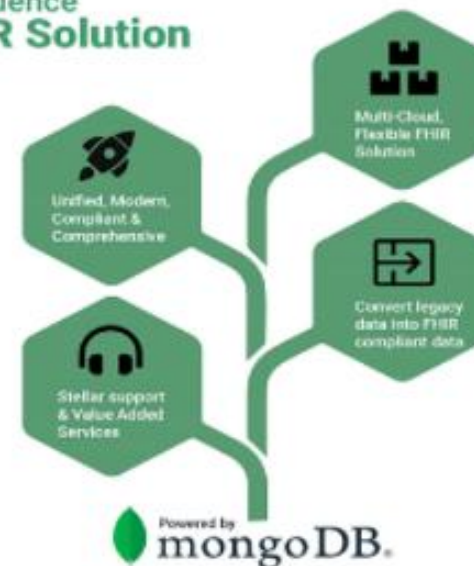 R Solution
Multi-Cloud,
Flexible FHIR
Solution
Unified, Modern,
Compliant &
Comprehensive
Convert legacy
data into FHIR
compliant data
Stellar support
& Value Added
Services
Powered by
mongoDB.